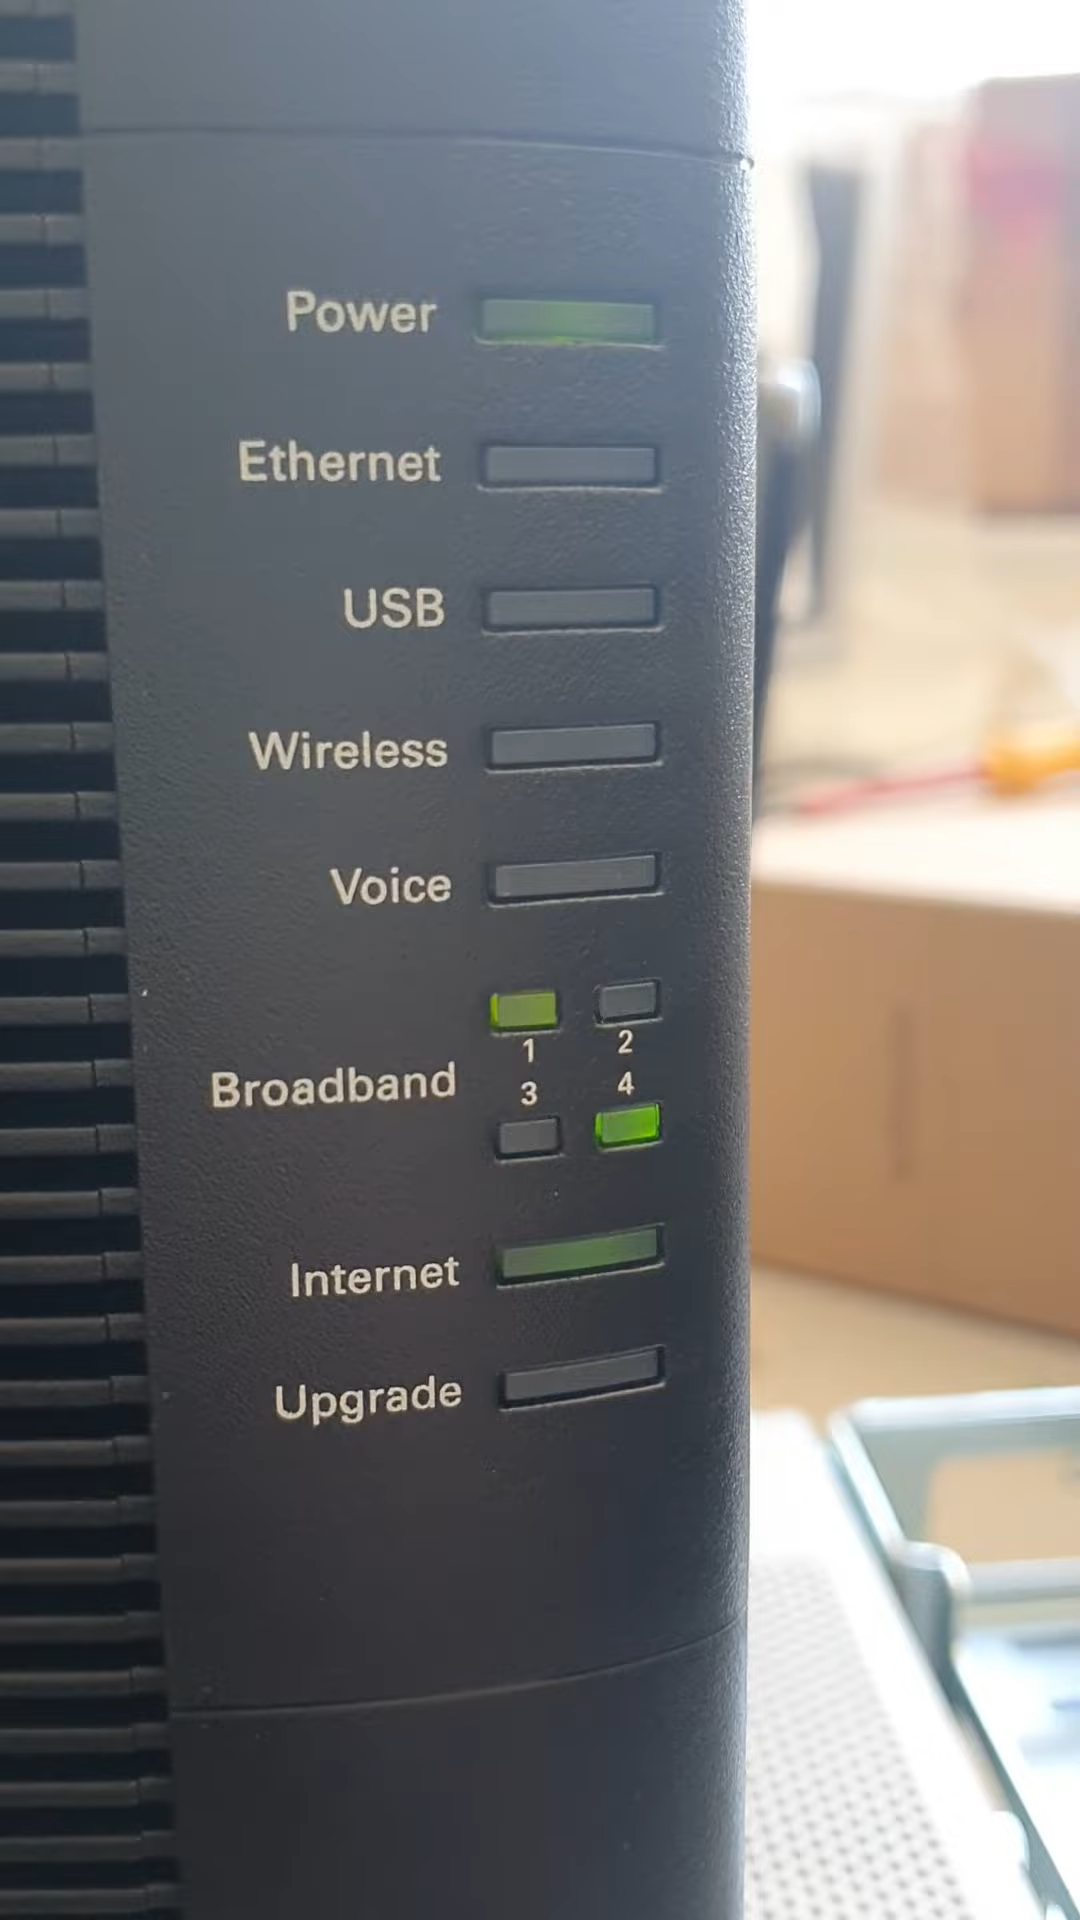 Power
Ethernet
USB
Wireless
Voice
1 2
Broadband
3 4
Internet
Upgrade